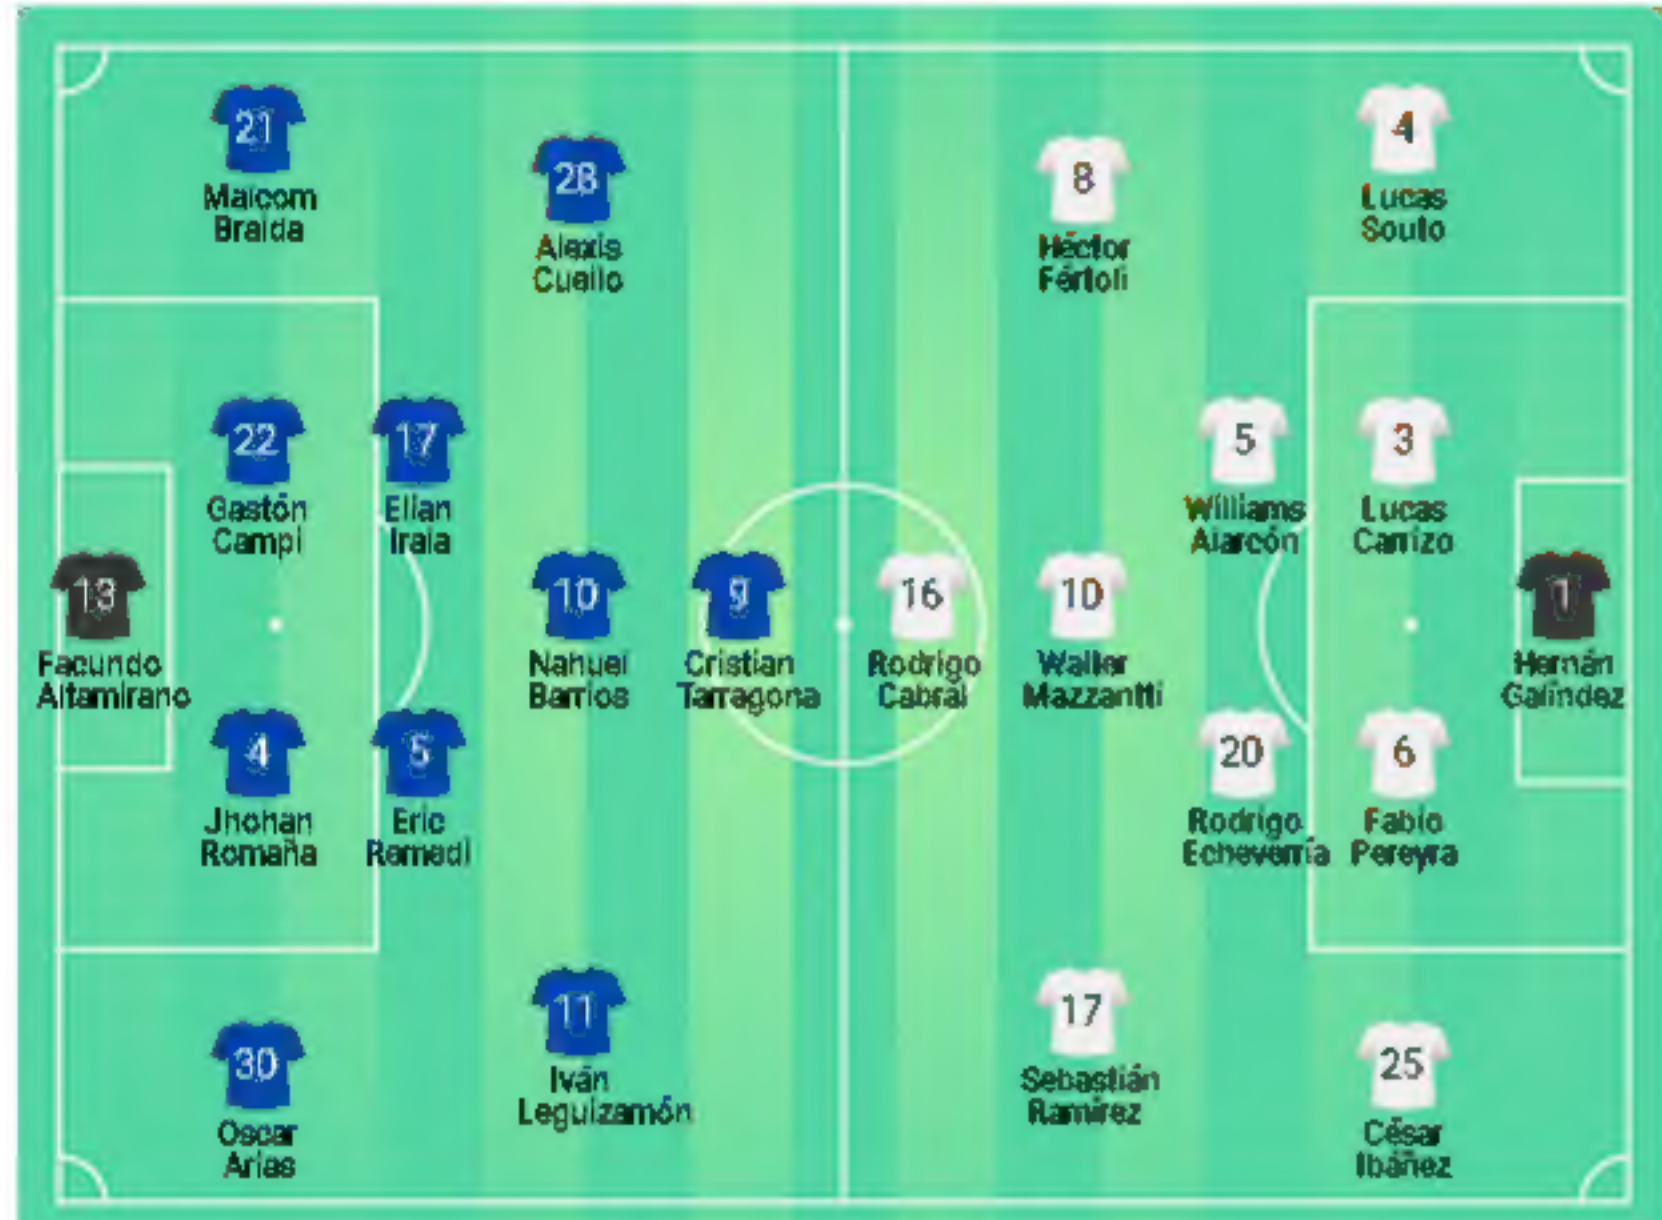 21
Malcom
Braida
22
Gastón
Campi
13
Facundo
Altamirano
4
Jhohan
Romaña
30
Oscar
Arias
17
Elian
Irala
5
Eric
Remedi
28
Alexis
Cuello
10
Nahuel
Barrios
11
Iván
Leguizamón
9
Cristian
Tarragona
16
Rodrigo
Cabral
8
Héctor
Fértoli
10
Walter
Mazzantti
17
Sebastián
Ramírez
5
Williams
Alarcón
20
Rodrigo
Echeverría
4
Lucas
Souto
3
Lucas
Carrizo
6
Fabio
Pereyra
25
César
Ibáñez
1
Hernán
Galíndez